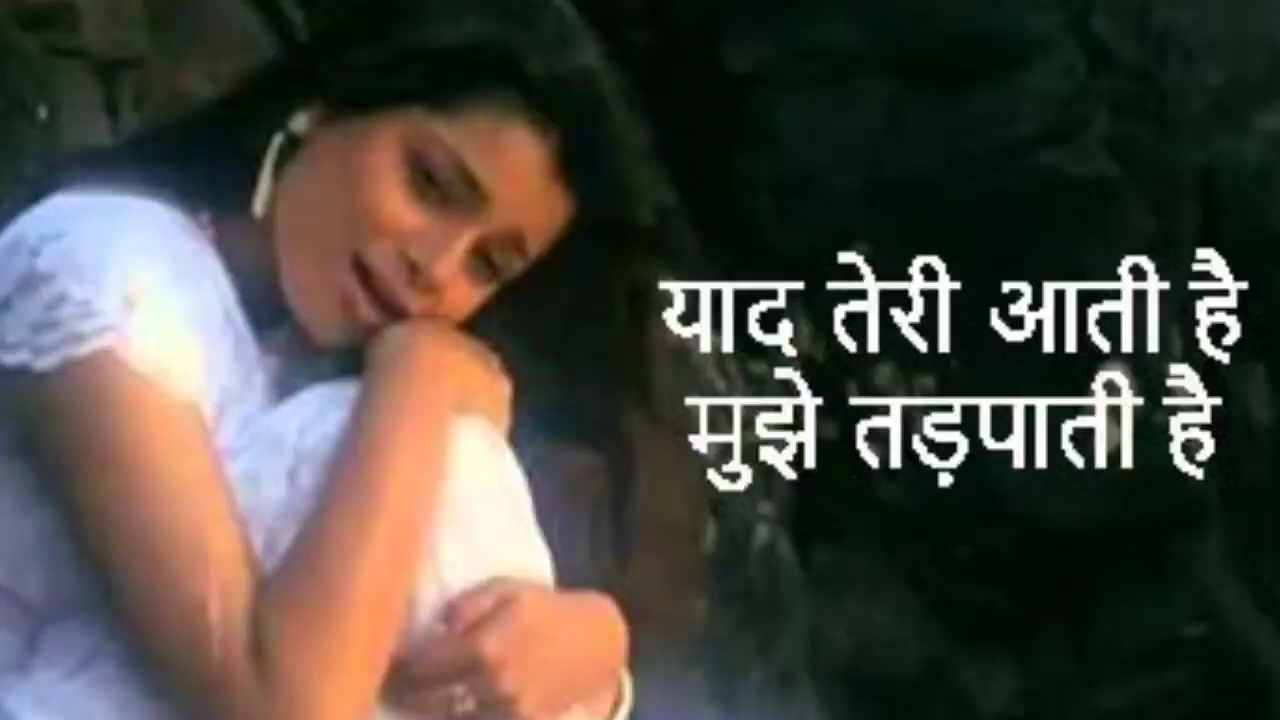 याद तेरी आती है
मुझे तड़पाती है